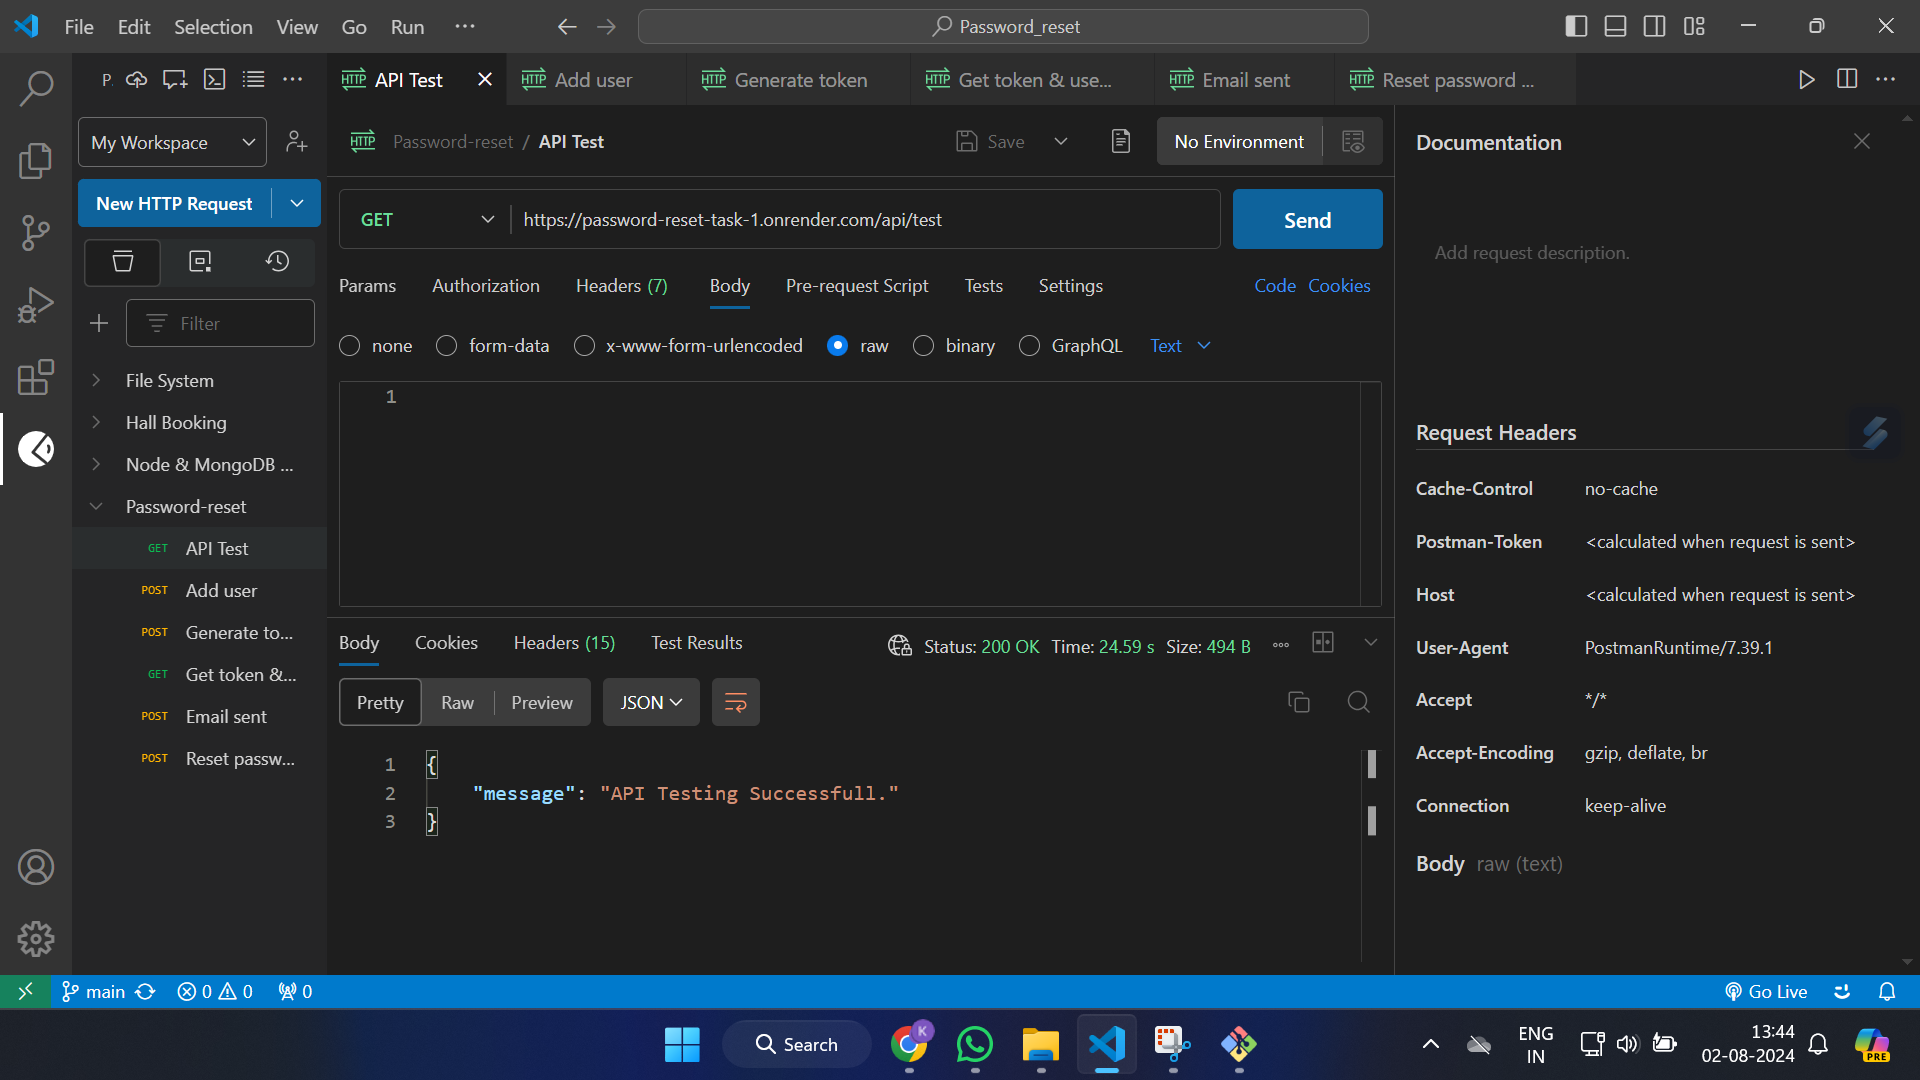 File Edit Selection View Go Run ··· Password_reset
P.
HTTP API Test
HTTP Add user
HTTP Generate token
HTTP Get token & use...
HTTP Email sent
HTTP Reset password ...
My Workspace
New HTTP Request
Filter
File System
Hall Booking
Node & MongoDB ...
Password-reset
GET API Test
POST Add user
POST Generate to...
GET Get token &...
POST Email sent
POST Reset passw...
HTTP Password-reset / API Test
Save
No Environment
GET https://password-reset-task-1.onrender.com/api/test
Send
Params Authorization Headers (7) Body Pre-request Script Tests Settings Code Cookies
none form-data x-www-form-urlencoded raw binary GraphQL Text
1
Body Cookies Headers (15) Test Results Status: 200 OK Time: 24.59 s Size: 494 B
Pretty Raw Preview JSON
1 {
2 "message": "API Testing Successfull."
3 }
Documentation
Add request description.
Request Headers
Cache-Control no-cache
Postman-Token <calculated when request is sent>
Host <calculated when request is sent>
User-Agent PostmanRuntime/7.39.1
Accept */*
Accept-Encoding gzip, deflate, br
Connection keep-alive
Body raw (text)
main 0 0 0 Go Live
Search
K
ENG
IN
13:44
02-08-2024
PRE